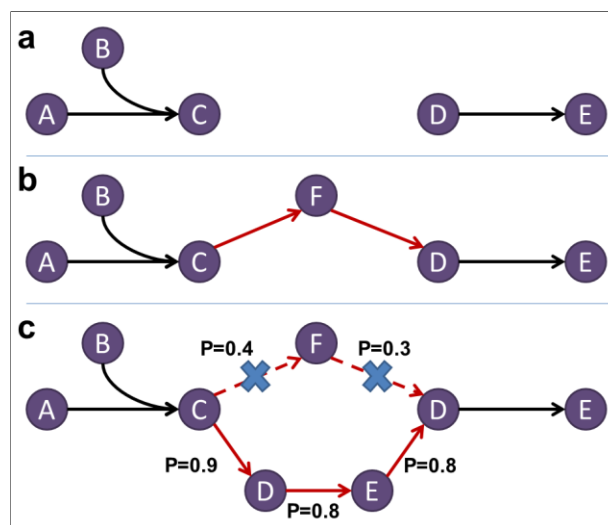 a
B
A C D E
b
B F
A C D E
c
B P=0.4 F P=0.3
A C D E
P=0.9 D P=0.8 E P=0.8